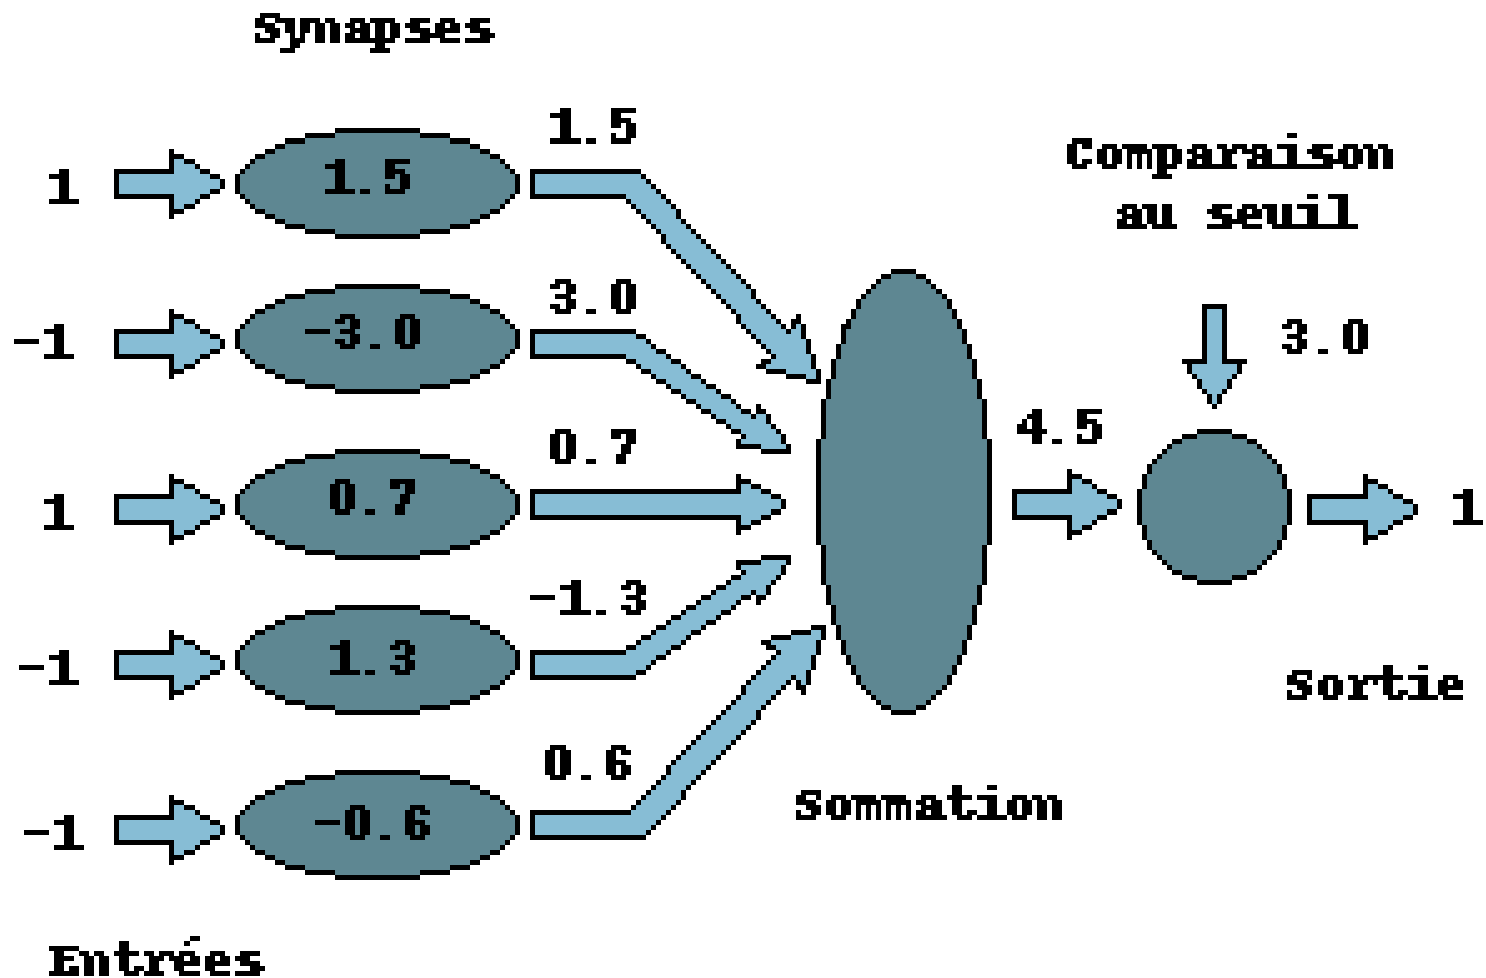 Synapses
1.5
1 1.5
Comparaison
au seuil
3.0
-1 -3.0
3.0
4.5
0.7
1 0.7
1
-1.3
-1 1.3
Sortie
0.6
Sommation
-1 -0.6
Entrées